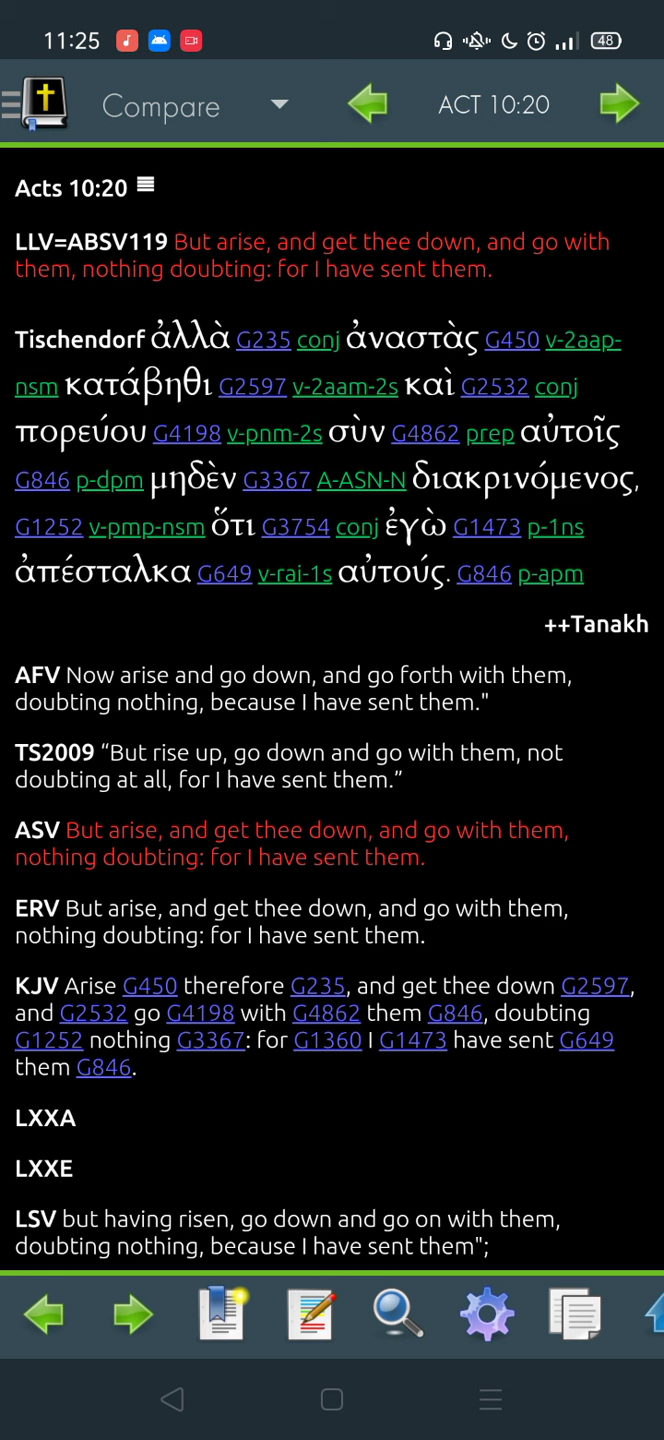 11:25 48
Compare ACT 10:20
Acts 10:20
LLV=ABSV119 But arise, and get thee down, and go with
them, nothing doubting: for I have sent them.
Tischendorf ἀλλὰ G235 conj ἀναστὰς G450 v-2aap-
nsm κατάβηθι G2597 v-2aam-2s καὶ G2532 conj
πορεύου G4198 v-pnm-2s σὺν G4862 prep αὐτοῖς
G846 p-dpm μηδὲν G3367 A-ASN-N διακρινόμενος,
G1252 v-pmp-nsm ὅτι G3754 conj ἐγὼ G1473 p-1ns
ἀπέσταλκα G649 v-rai-1s αὐτούς. G846 p-apm
++Tanakh
AFV Now arise and go down, and go forth with them,
doubting nothing, because I have sent them."
TS2009 “But rise up, go down and go with them, not
doubting at all, for I have sent them.”
ASV But arise, and get thee down, and go with them,
nothing doubting: for I have sent them.
ERV But arise, and get thee down, and go with them,
nothing doubting: for I have sent them.
KJV Arise G450 therefore G235, and get thee down G2597,
and G2532 go G4198 with G4862 them G846, doubting
G1252 nothing G3367: for G1360 I G1473 have sent G649
them G846.
LXXA
LXXE
LSV but having risen, go down and go on with them,
doubting nothing, because I have sent them";